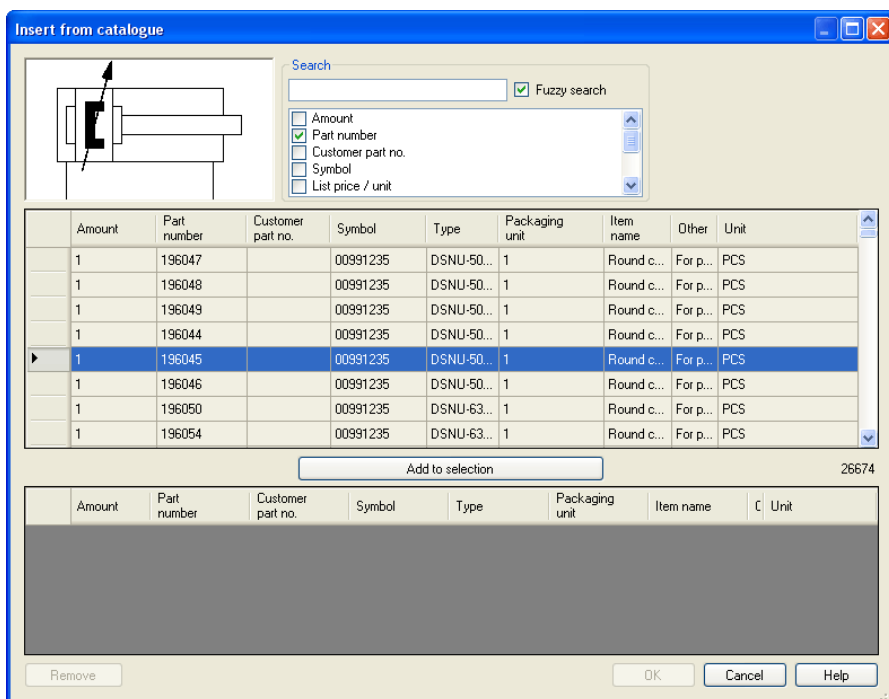 Insert from catalogue
Search
Fuzzy search
Amount
Part number
Customer part no.
Symbol
List price / unit
Amount Part number Customer part no. Symbol Type Packaging unit Item name Other Unit
1 196047 00991235 DSNU-50... 1 Round c... For p... PCS
1 196048 00991235 DSNU-50... 1 Round c... For p... PCS
1 196049 00991235 DSNU-50... 1 Round c... For p... PCS
1 196044 00991235 DSNU-50... 1 Round c... For p... PCS
1 196045 00991235 DSNU-50... 1 Round c... For p... PCS
1 196046 00991235 DSNU-50... 1 Round c... For p... PCS
1 196050 00991235 DSNU-63... 1 Round c... For p... PCS
1 196054 00991235 DSNU-63... 1 Round c... For p... PCS
Add to selection 26674
Amount Part number Customer part no. Symbol Type Packaging unit Item name Unit
Remove OK Cancel Help